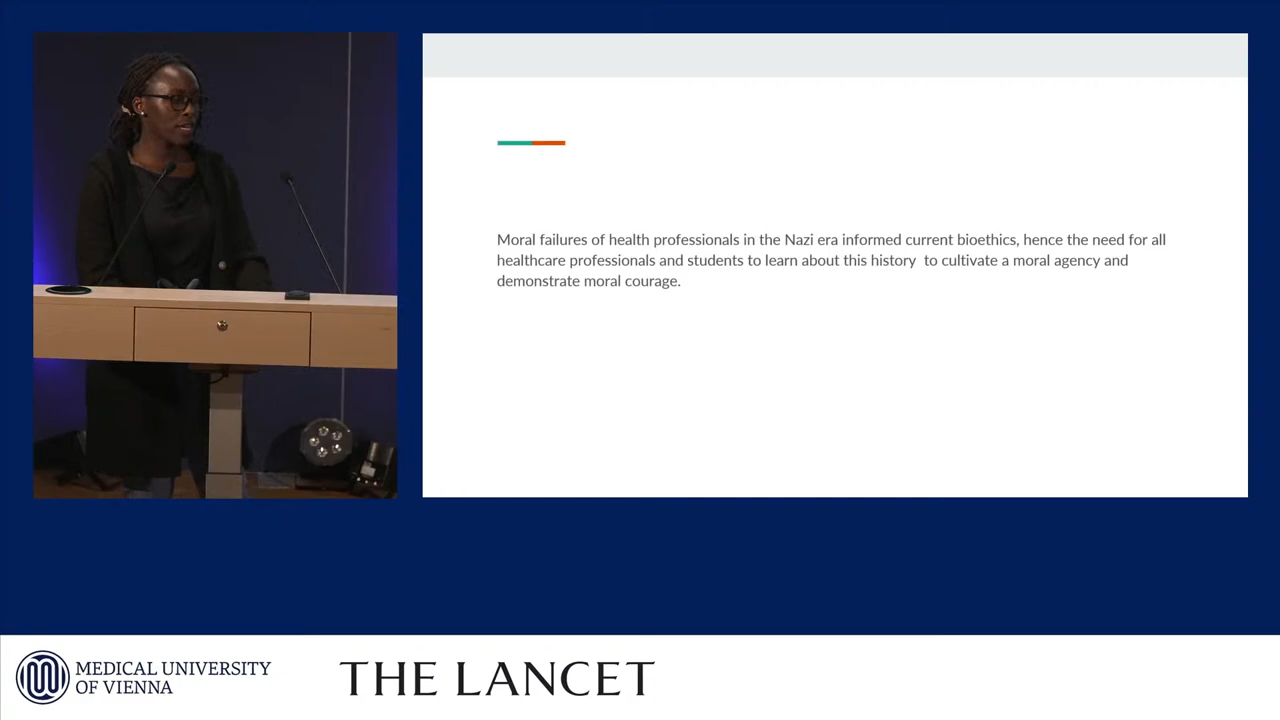 Moral failures of health professionals in the Nazi era informed current bioethics, hence the need for all
healthcare professionals and students to learn about this history to cultivate a moral agency and
demonstrate moral courage.
MEDICAL UNIVERSITY
OF VIENNA
THE LANCET